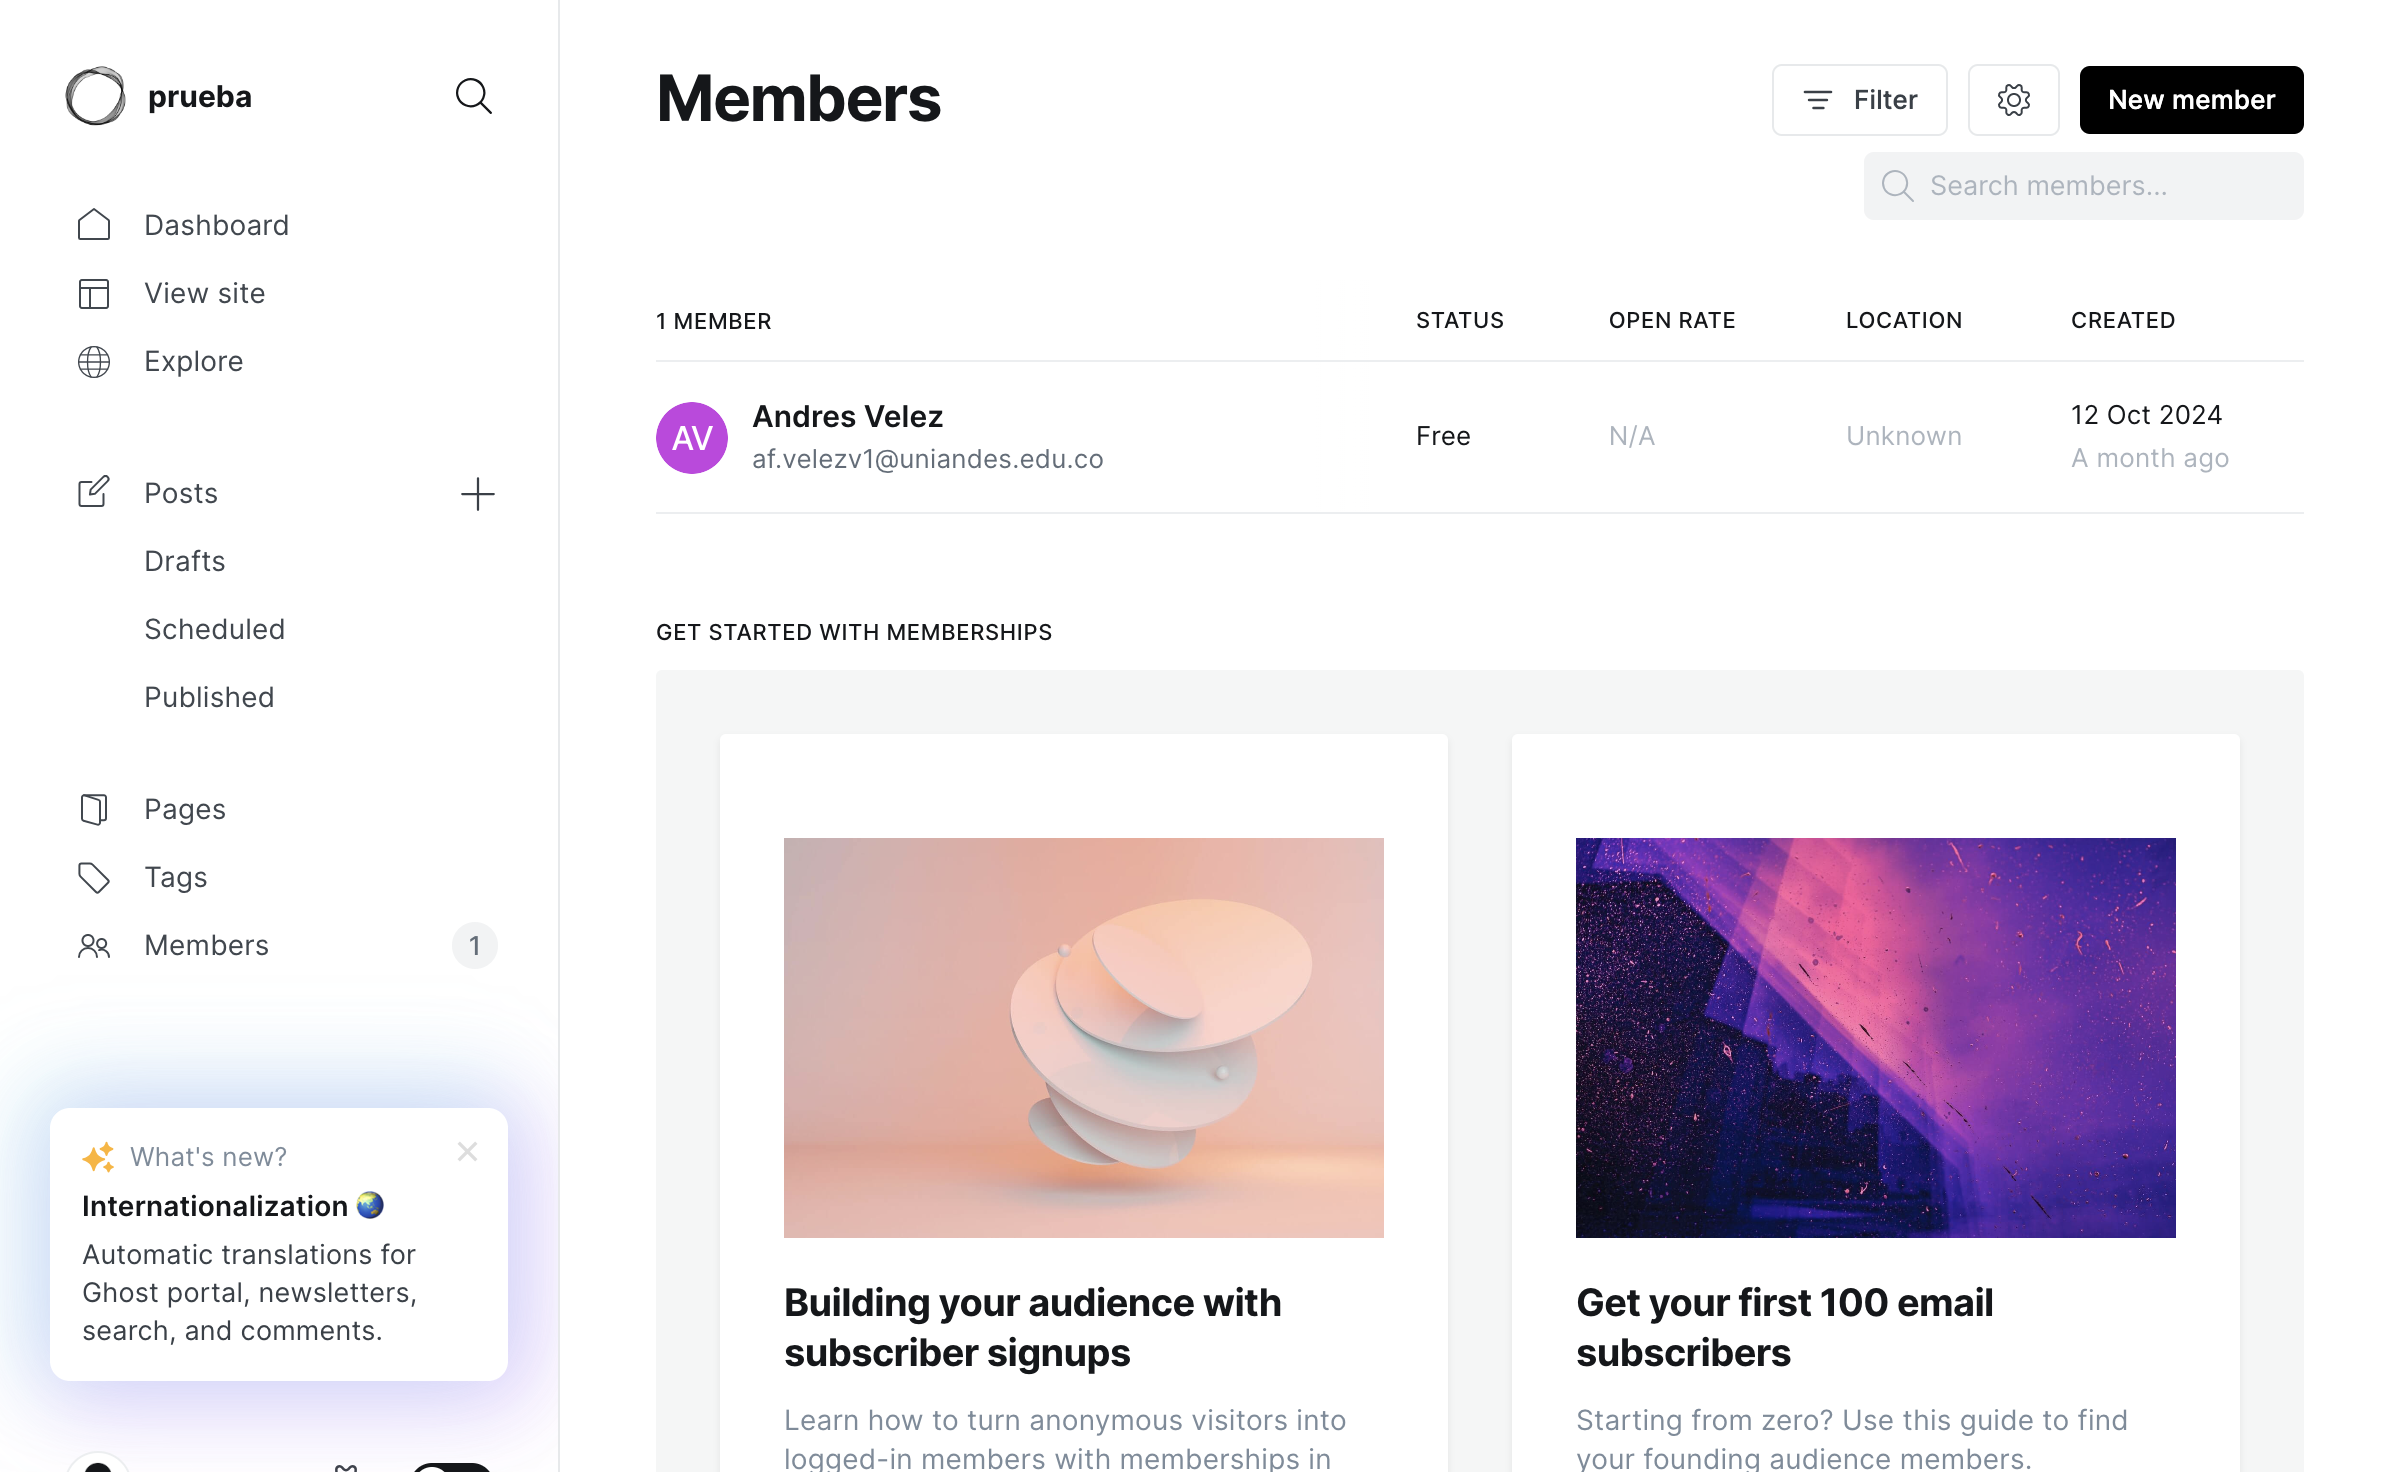 prueba
Dashboard
View site
Explore
Posts
Drafts
Scheduled
Published
Pages
Tags
Members
1
What's new?
Internationalization 🌏
Automatic translations for
Ghost portal, newsletters,
search, and comments.
Members
Filter
New member
Search members...
1 MEMBER STATUS OPEN RATE LOCATION CREATED
AV
Andres Velez
af.velezv1@uniandes.edu.co
Free
N/A
Unknown
12 Oct 2024
A month ago
GET STARTED WITH MEMBERSHIPS
Building your audience with
subscriber signups
Learn how to turn anonymous visitors into
logged-in members with memberships in
Get your first 100 email
subscribers
Starting from zero? Use this guide to find
your founding audience members.